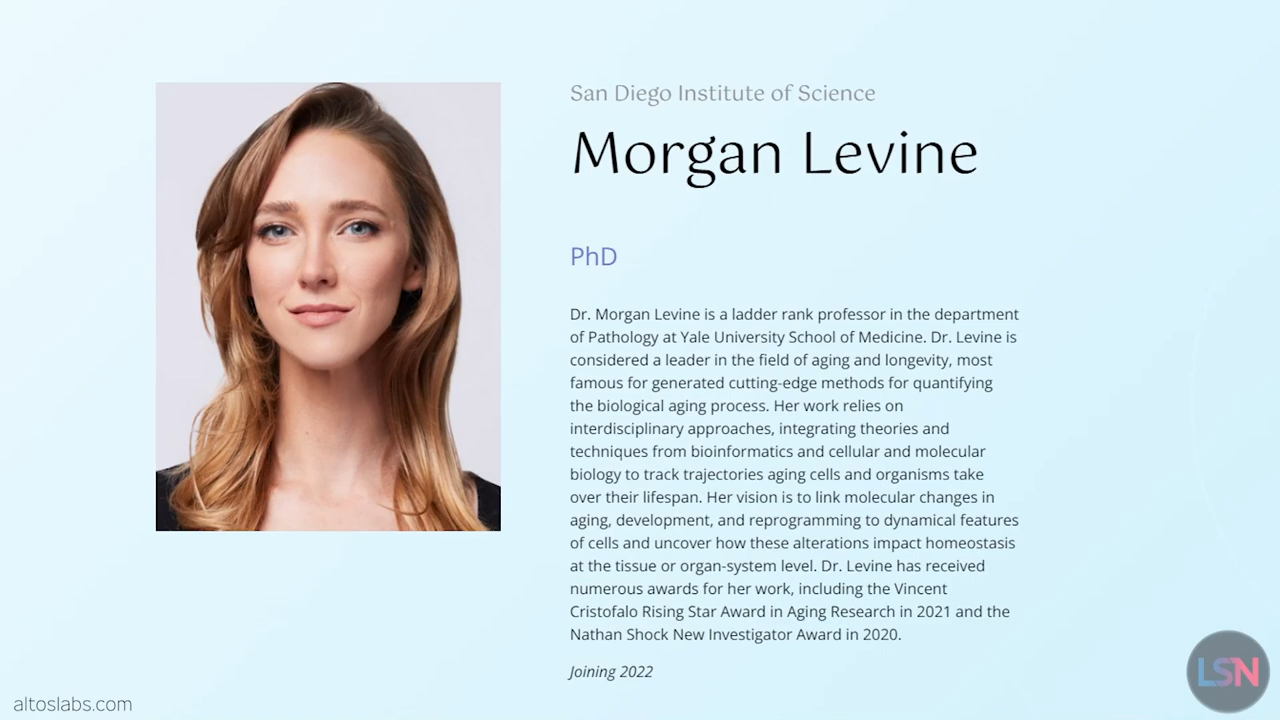 San Diego Institute of Science
Morgan Levine
PhD
Dr. Morgan Levine is a ladder rank professor in the department
of Pathology at Yale University School of Medicine. Dr. Levine is
considered a leader in the field of aging and longevity, most
famous for generated cutting-edge methods for quantifying
the biological aging process. Her work relies on
interdisciplinary approaches, integrating theories and
techniques from bioinformatics and cellular and molecular
biology to track trajectories aging cells and organisms take
over their lifespan. Her vision is to link molecular changes in
aging, development, and reprogramming to dynamical features
of cells and uncover how these alterations impact homeostasis
at the tissue or organ-system level. Dr. Levine has received
numerous awards for her work, including the Vincent
Cristofalo Rising Star Award in Aging Research in 2021 and the
Nathan Shock New Investigator Award in 2020.
Joining 2022
LSN
altoslabs.com